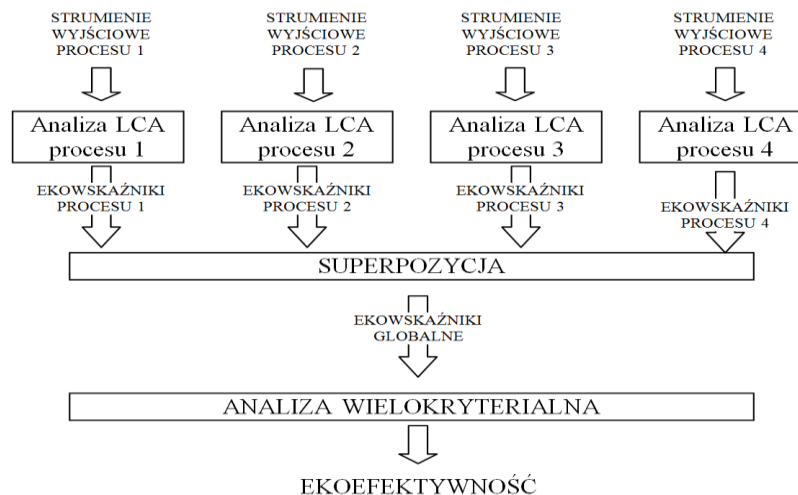 STRUMIENIE
WYJŚCIOWE
PROCESU 1
STRUMIENIE
WYJŚCIOWE
PROCESU 2
STRUMIENIE
WYJŚCIOWE
PROCESU 3
STRUMIENIE
WYJŚCIOWE
PROCESU 4
Analiza LCA
procesu 1
Analiza LCA
procesu 2
Analiza LCA
procesu 3
Analiza LCA
procesu 4
EKOWSKAŹNIKI
PROCESU 1
EKOWSKAŹNIKI
PROCESU 2
EKOWSKAŹNIKI
PROCESU 3
EKOWSKAŹNIKI
PROCESU 4
SUPERPOZYCJA
EKOWSKAŹNIKI
GLOBALNE
ANALIZA WIELOKRYTERIALNA
EKOEFEKTYWNOŚĆ